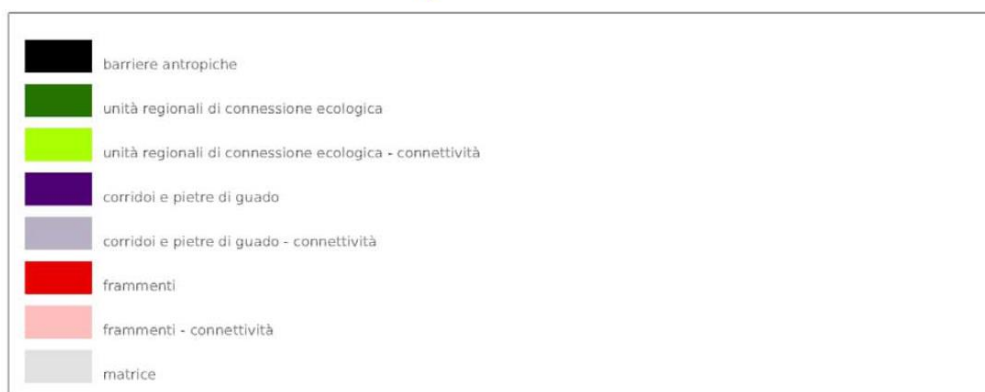 barriere antropiche
unità regionali di connessione ecologica
unità regionali di connessione ecologica - connettività
corridoi e pietre di guado
corridoi e pietre di guado - connettività
frammenti
frammenti - connettività
matrice